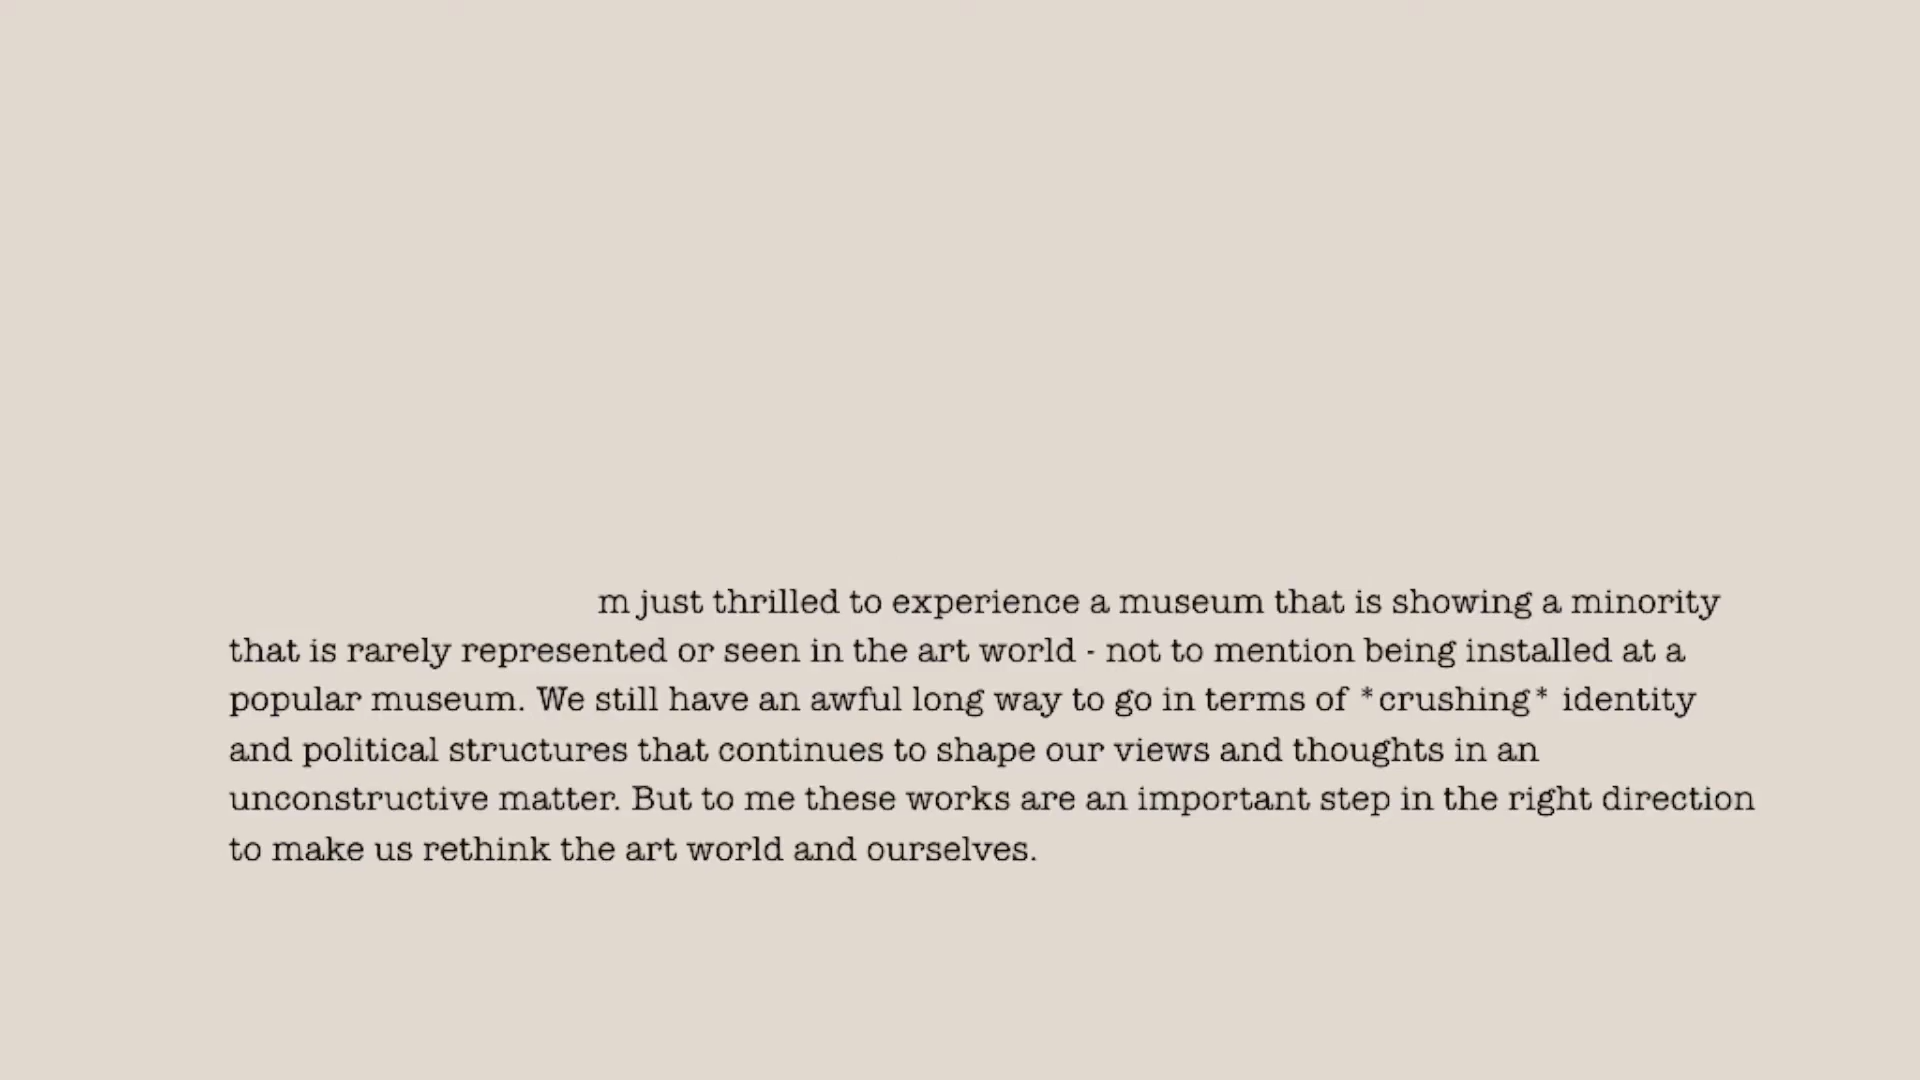 m just thrilled to experience a museum that is showing a minority
that is rarely represented or seen in the art world - not to mention being installed at a
popular museum. We still have an awful long way to go in terms of *crushing* identity
and political structures that continues to shape our views and thoughts in an
unconstructive matter. But to me these works are an important step in the right direction
to make us rethink the art world and ourselves.